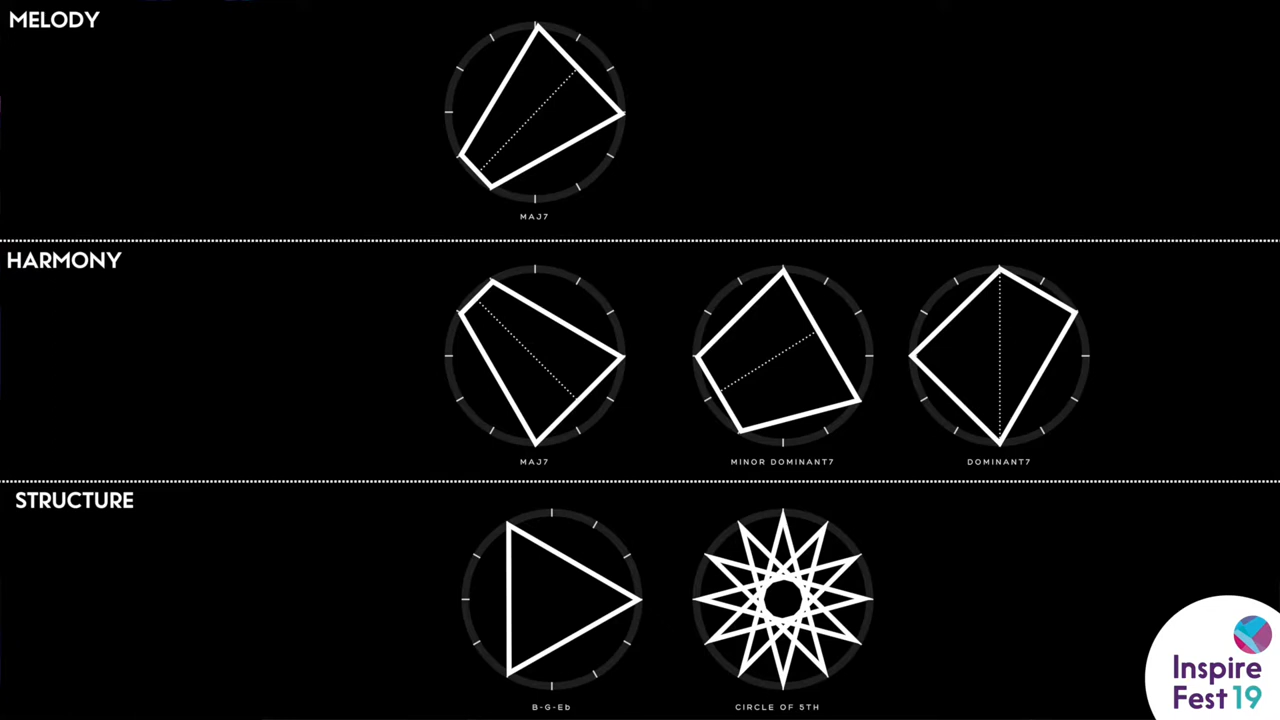 MELODY
MAJ7
HARMONY
MAJ7
MINOR DOMINANT7
DOMINANT7
STRUCTURE
B-G-Eb
CIRCLE OF 5TH
Inspire
Fest 19